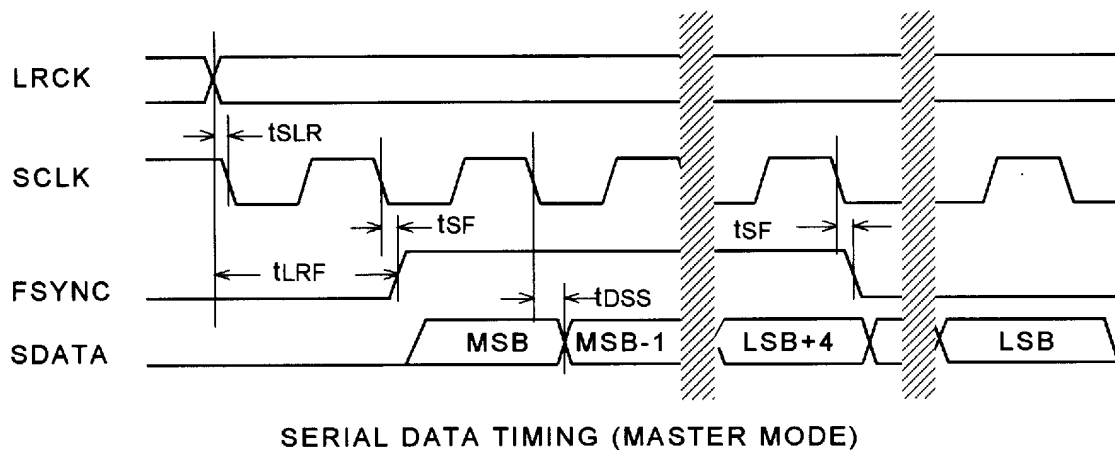 LRCK
tSLR
SCLK
tSF
tSF
tLRF
FSYNC
tDSS
SDATA
MSB
MSB-1
LSB+4
LSB
SERIAL DATA TIMING (MASTER MODE)